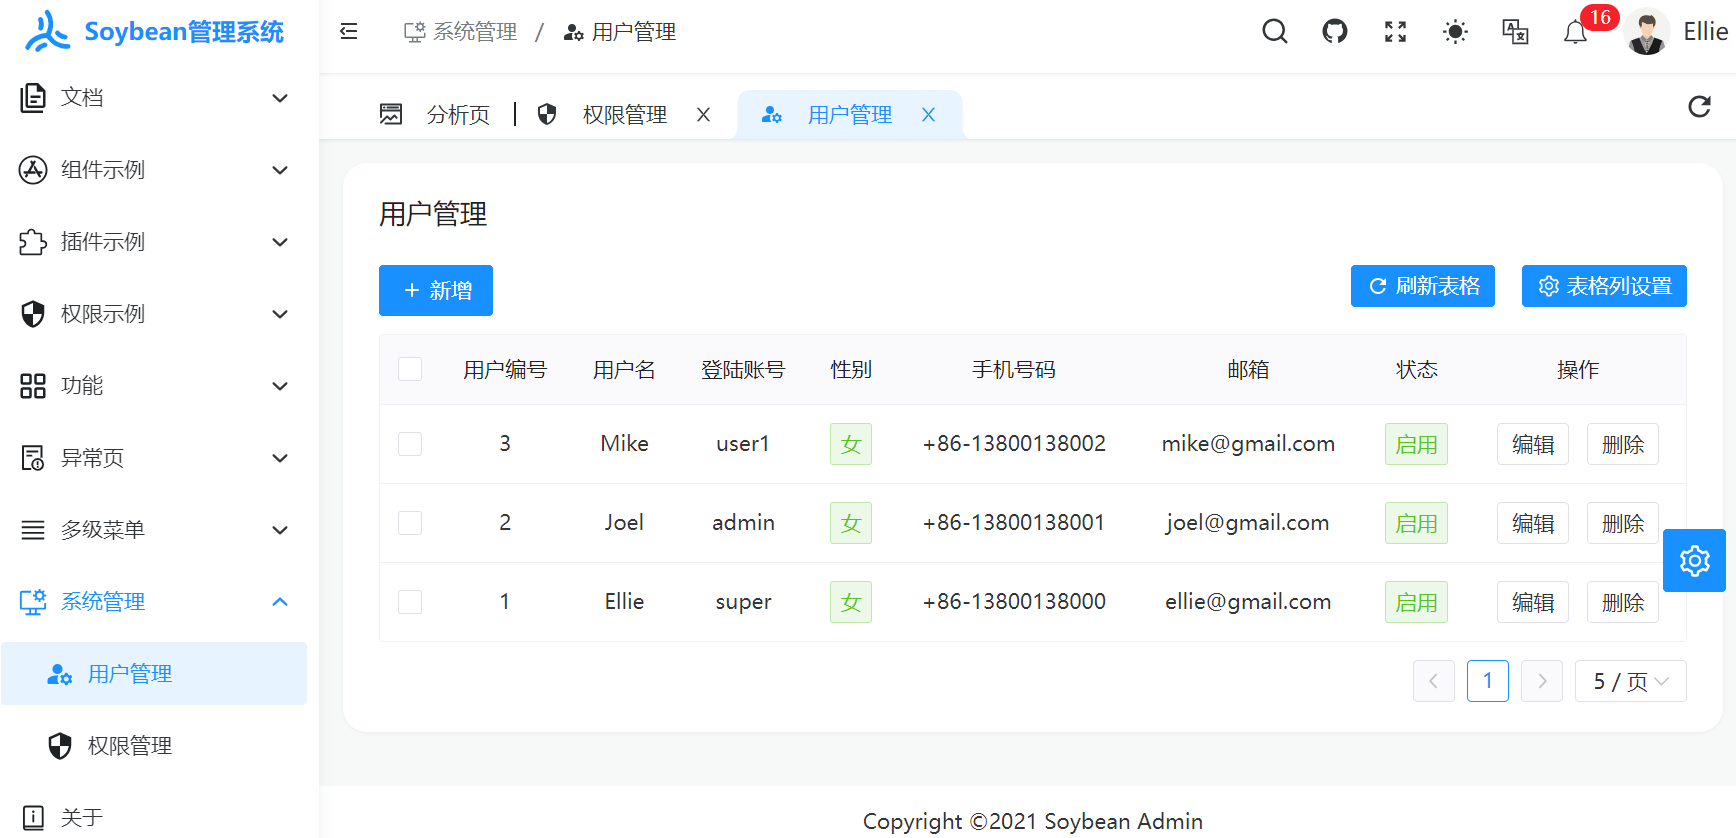 Soybean管理系统
文档
组件示例
插件示例
权限示例
功能
异常页
多级菜单
系统管理
用户管理
权限管理
关于
系统管理 / 用户管理
16
Ellie
分析页 权限管理 用户管理
用户管理
新增
刷新表格 表格列设置
用户编号 用户名 登陆账号 性别 手机号码 邮箱 状态 操作
3 Mike user1 女 +86-13800138002 mike@gmail.com 启用 编辑 删除
2 Joel admin 女 +86-13800138001 joel@gmail.com 启用 编辑 删除
1 Ellie super 女 +86-13800138000 ellie@gmail.com 启用 编辑 删除
1 5 / 页
Copyright ©2021 Soybean Admin